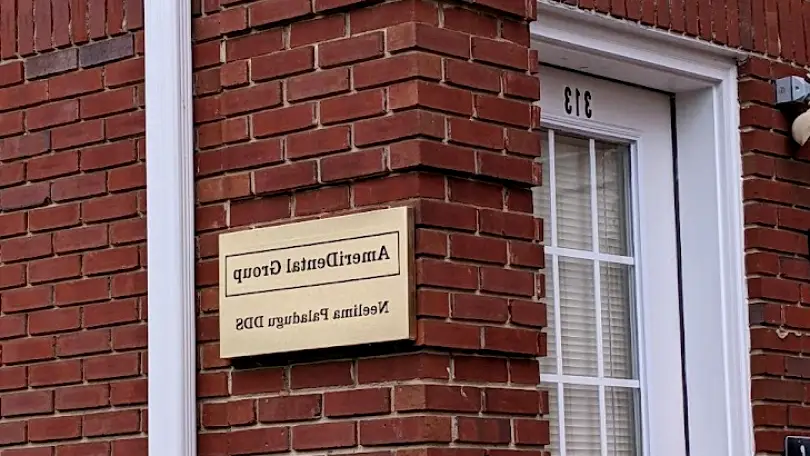 313
AmeriDental Group
Neelima Paladugu DDS